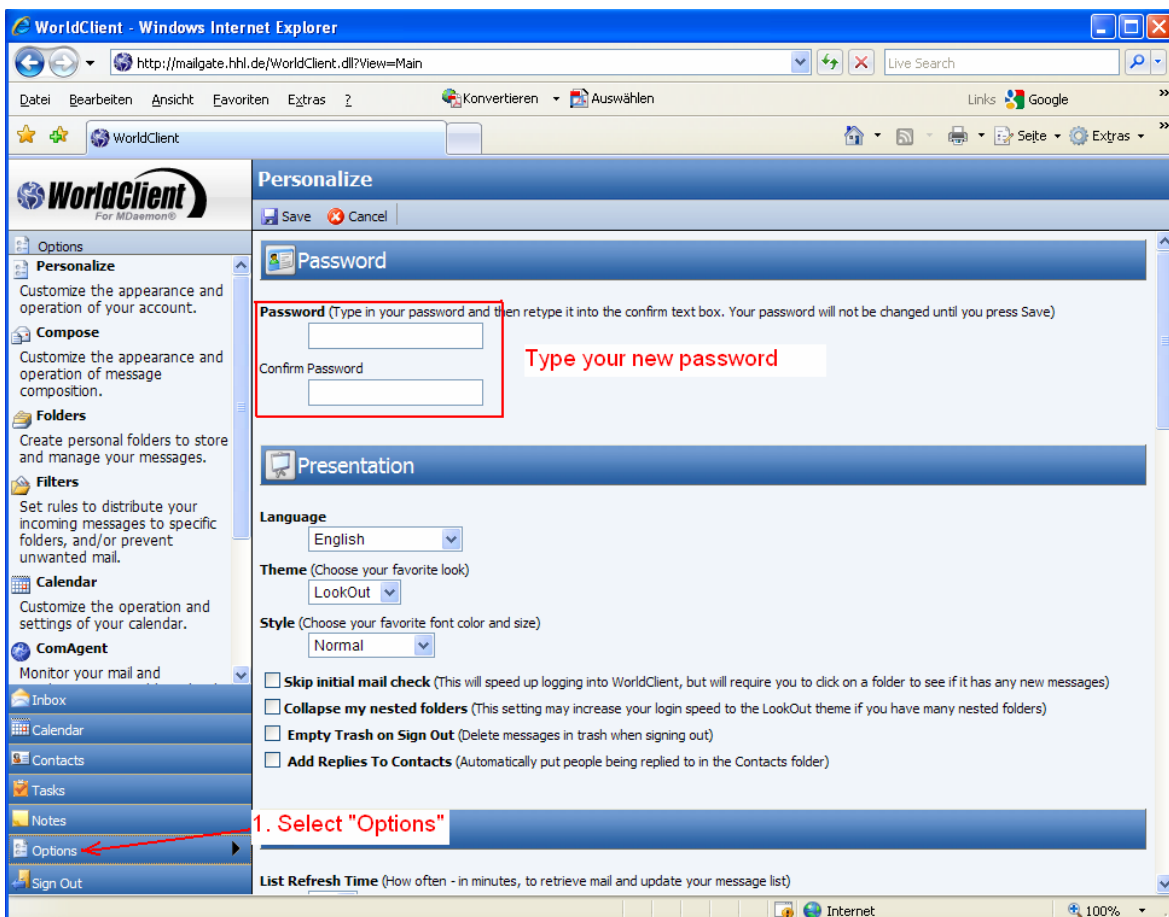 WorldClient - Windows Internet Explorer
http://mailgate.hhl.de/WorldClient.dll?View=Main
Live Search
Datei Bearbeiten Ansicht Favoriten Extras ?
Konvertieren Auswählen
Links Google
WorldClient
Seite Extras
WorldClient
For MDaemon®
Options
Personalize
Customize the appearance and
operation of your account.
Compose
Customize the appearance and
operation of message
composition.
Folders
Create personal folders to store
and manage your messages.
Filters
Set rules to distribute your
incoming messages to specific
folders, and/or prevent
unwanted mail.
Calendar
Customize the operation and
settings of your calendar.
ComAgent
Monitor your mail and
Inbox
Calendar
Contacts
Tasks
Notes
Options
Sign Out
Personalize
Save Cancel
Password
Password (Type in your password and then retype it into the confirm text box. Your password will not be changed until you press Save)
Confirm Password
Type your new password
Presentation
Language
English
Theme (Choose your favorite look)
LookOut
Style (Choose your favorite font color and size)
Normal
Skip initial mail check (This will speed up logging into WorldClient, but will require you to click on a folder to see if it has any new messages)
Collapse my nested folders (This setting may increase your login speed to the LookOut theme if you have many nested folders)
Empty Trash on Sign Out (Delete messages in trash when signing out)
Add Replies To Contacts (Automatically put people being replied to in the Contacts folder)
1. Select "Options"
List Refresh Time (How often - in minutes, to retrieve mail and update your message list)
Internet
100%